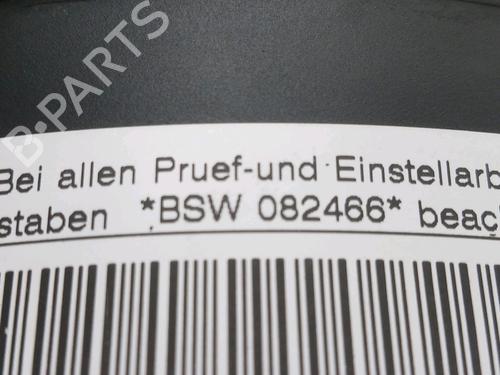 B-PARTS
Bei allen Pruef-und Einstellarb
staben *BSW 082466* beac